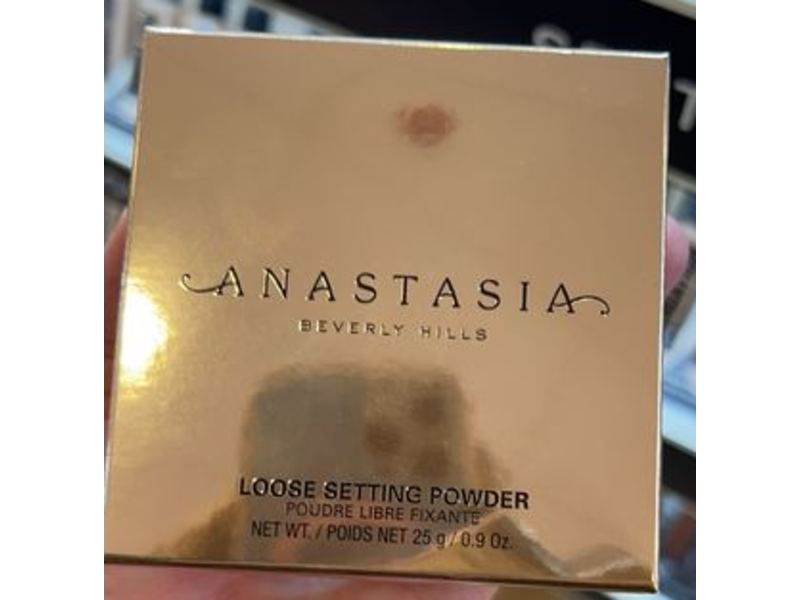 ANASTASIA
BEVERLY HILLS
LOOSE SETTING POWDER
POUDRE LIBRE FIXANTE
NET WT. / POIDS NET 25 g / 0.9 Oz.